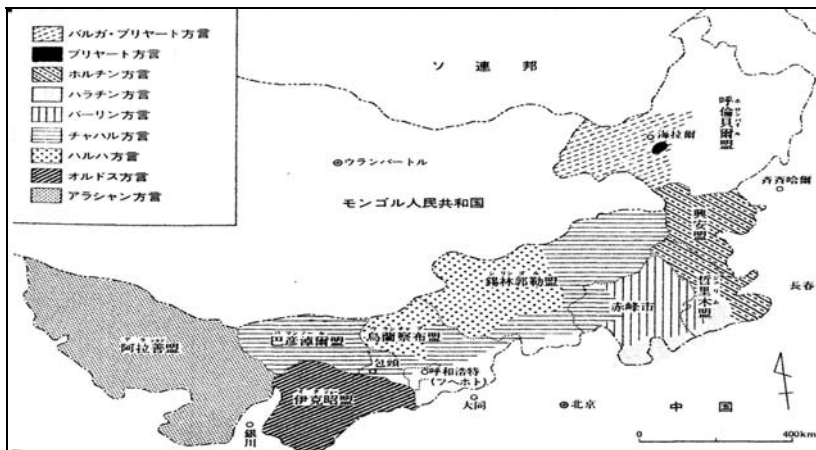 バルガ・ブリヤート方言
ブリヤート方言
ホルチン方言
ハラチン方言
バーリン方言
チャハル方言
ハルハ方言
オルドス方言
アラシャン方言
ソ連邦
呼倫貝爾盟
海拉爾
ウランバートル
斉斉哈爾
モンゴル人民共和国
興安盟
錫林郭勒盟
哲里木盟
長春
赤峰市
阿拉善盟
巴彦淖爾盟
烏蘭察布盟
包頭
呼和浩特
(フヘホト)
伊克昭盟
大同
北京
中国
銀川
0 400km